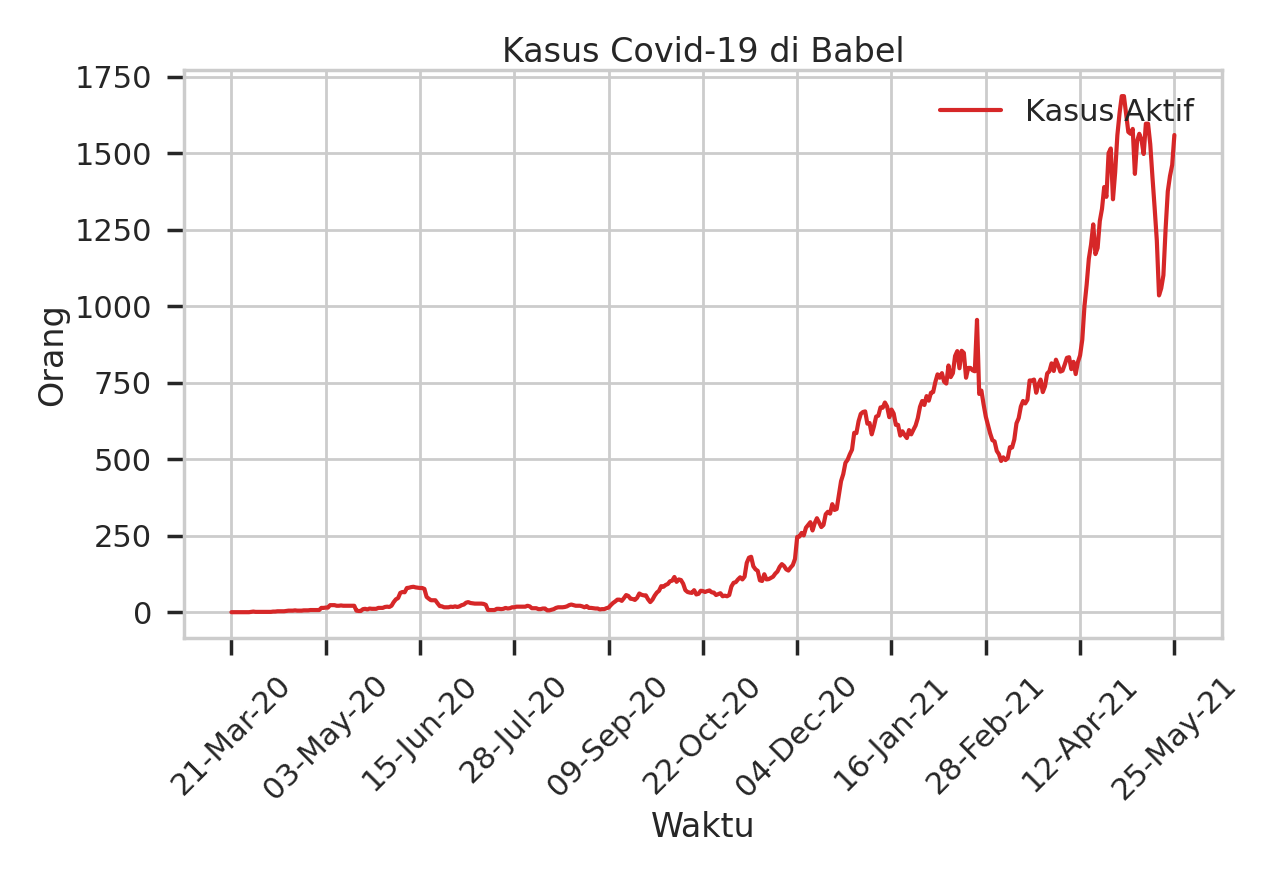 Kasus Covid-19 di Babel
Kasus Aktif
1750
1500
1250
1000
750
500
250
0
Orang
21-Mar-20
03-May-20
15-Jun-20
28-Jul-20
09-Sep-20
22-Oct-20
04-Dec-20
16-Jan-21
28-Feb-21
12-Apr-21
25-May-21
Waktu